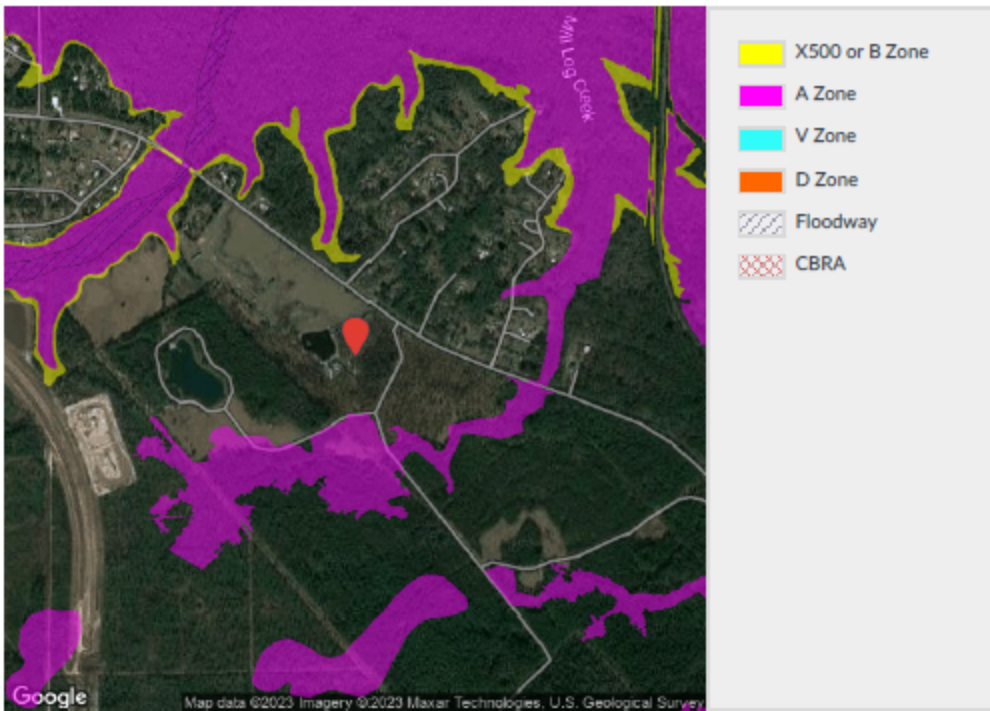 Mill Log Creek
X500 or B Zone
A Zone
V Zone
D Zone
Floodway
CBRA
Google
Map data ©2023 Imagery ©2023 Maxar Technologies, U.S. Geological Survey